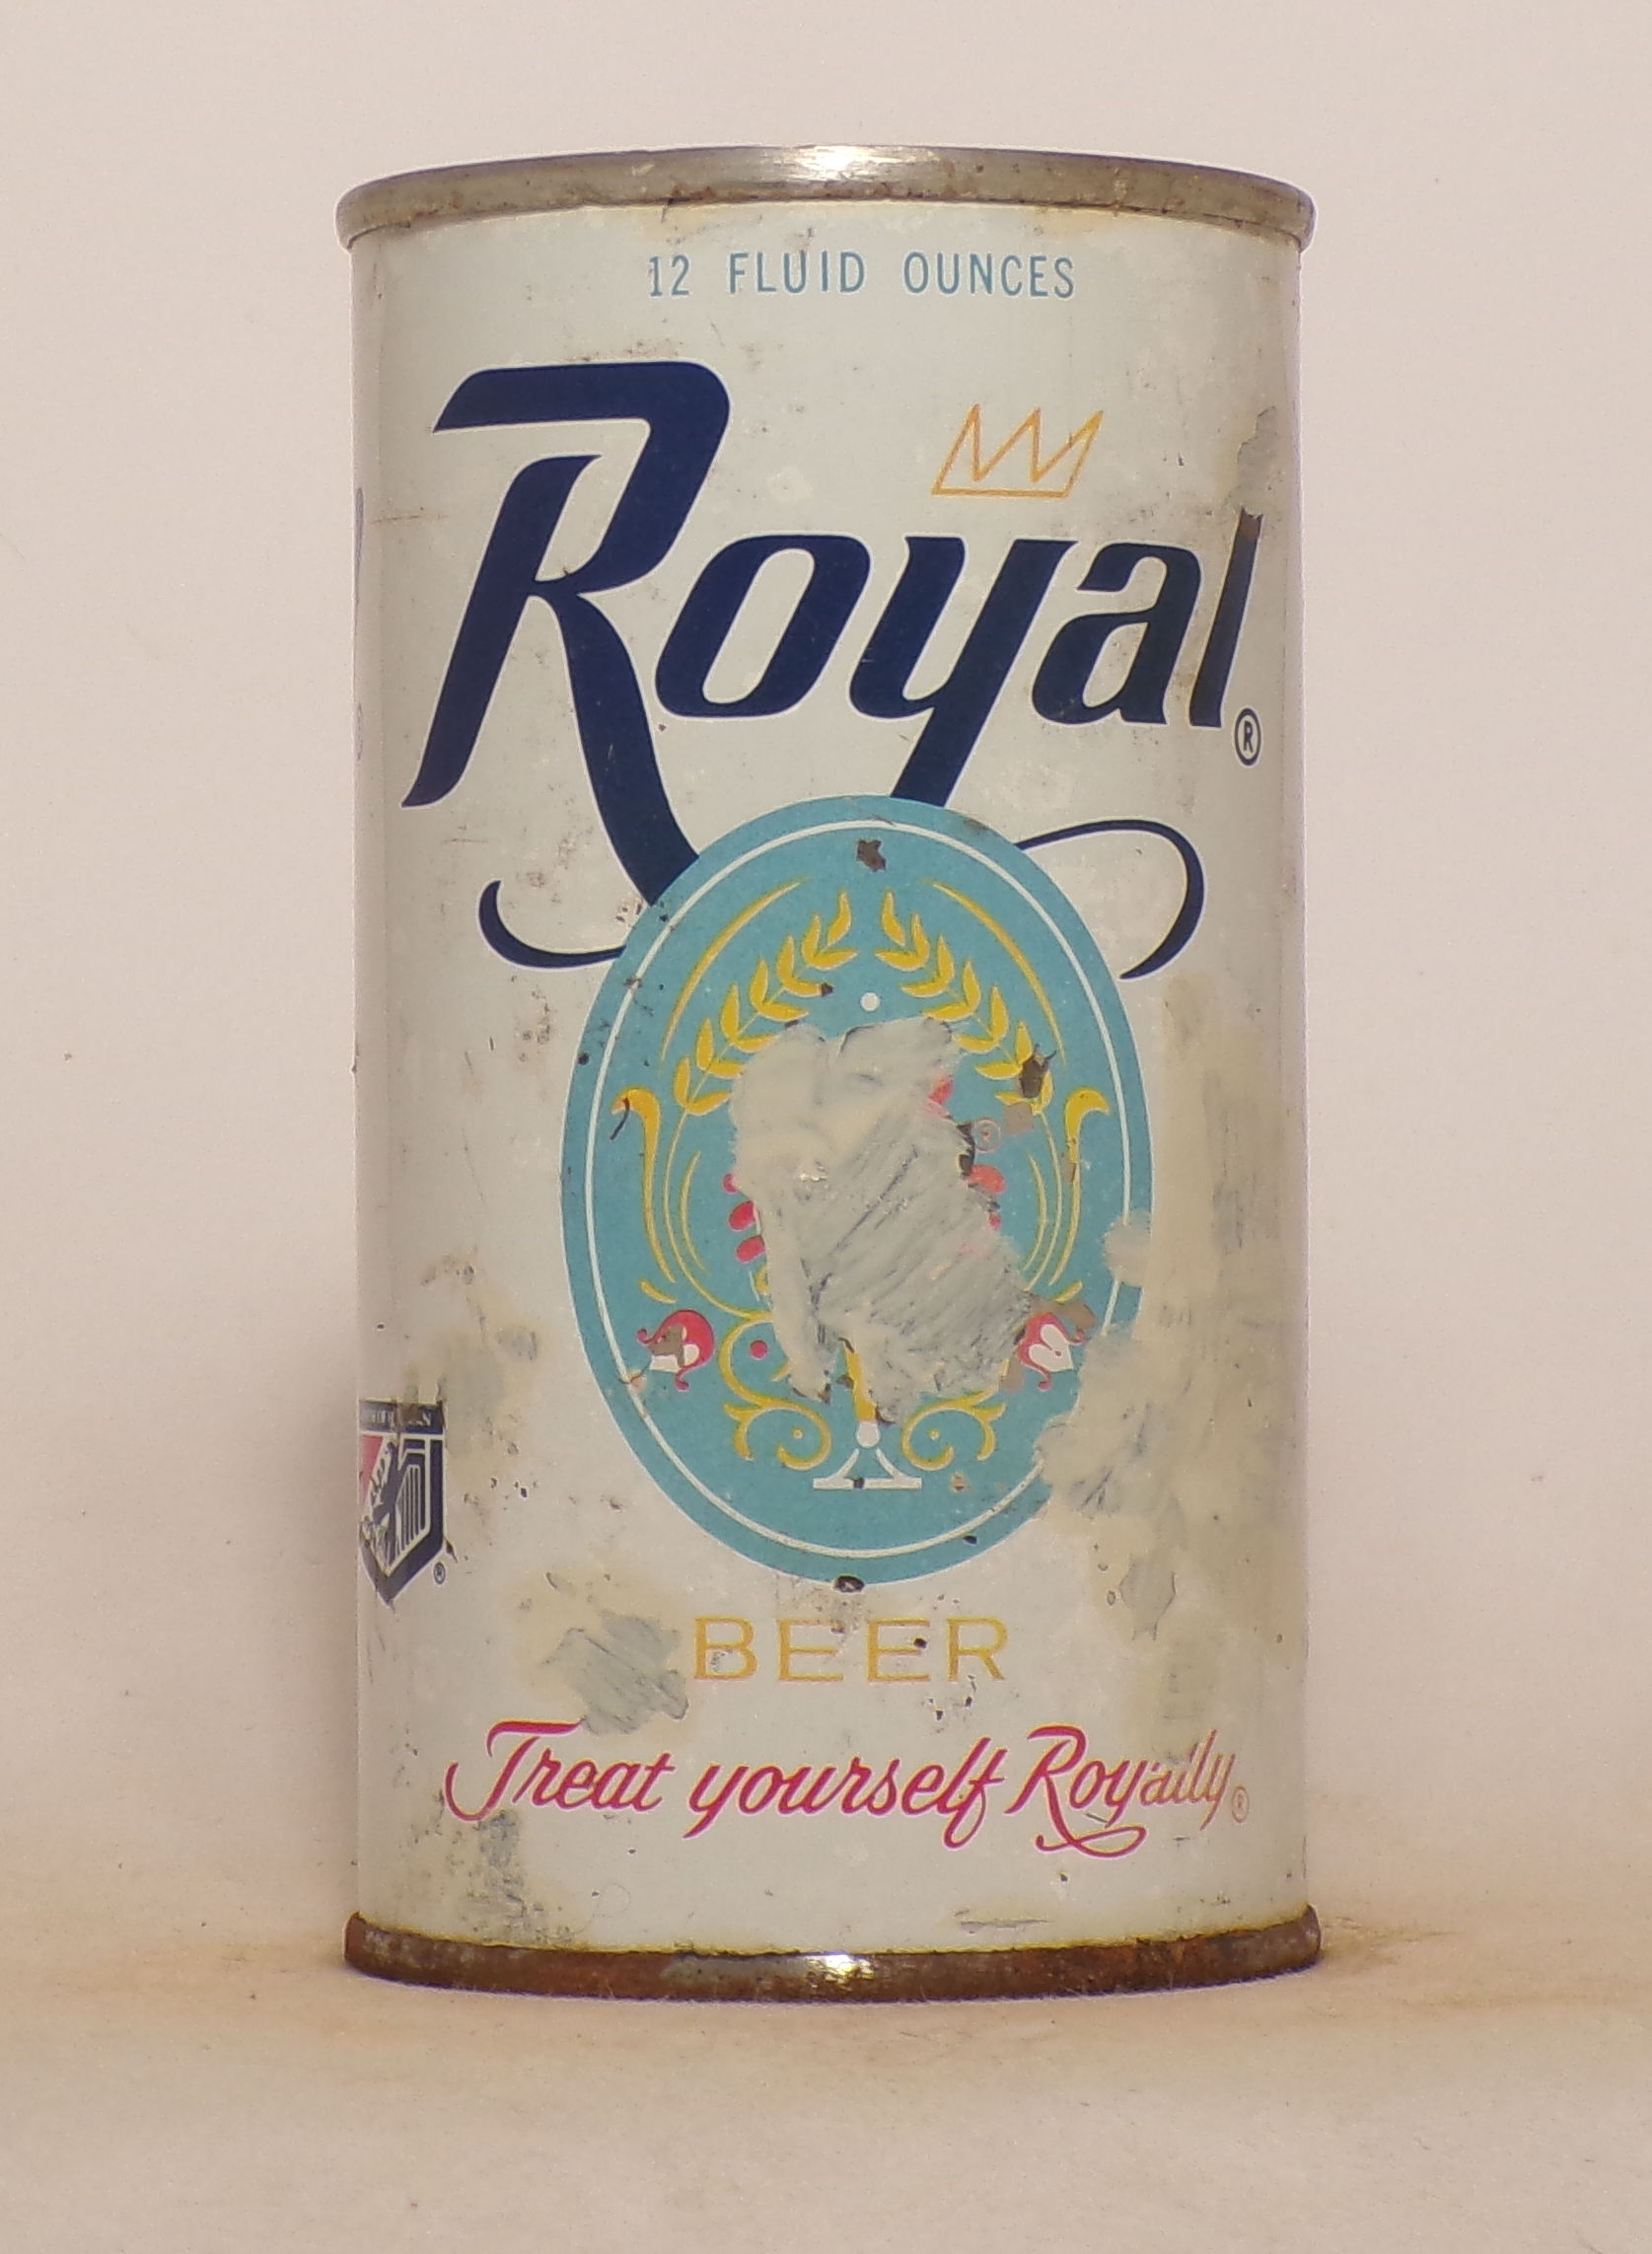 12 FLUID OUNCES
Royal®
BEER
Treat yourself Royally®
®